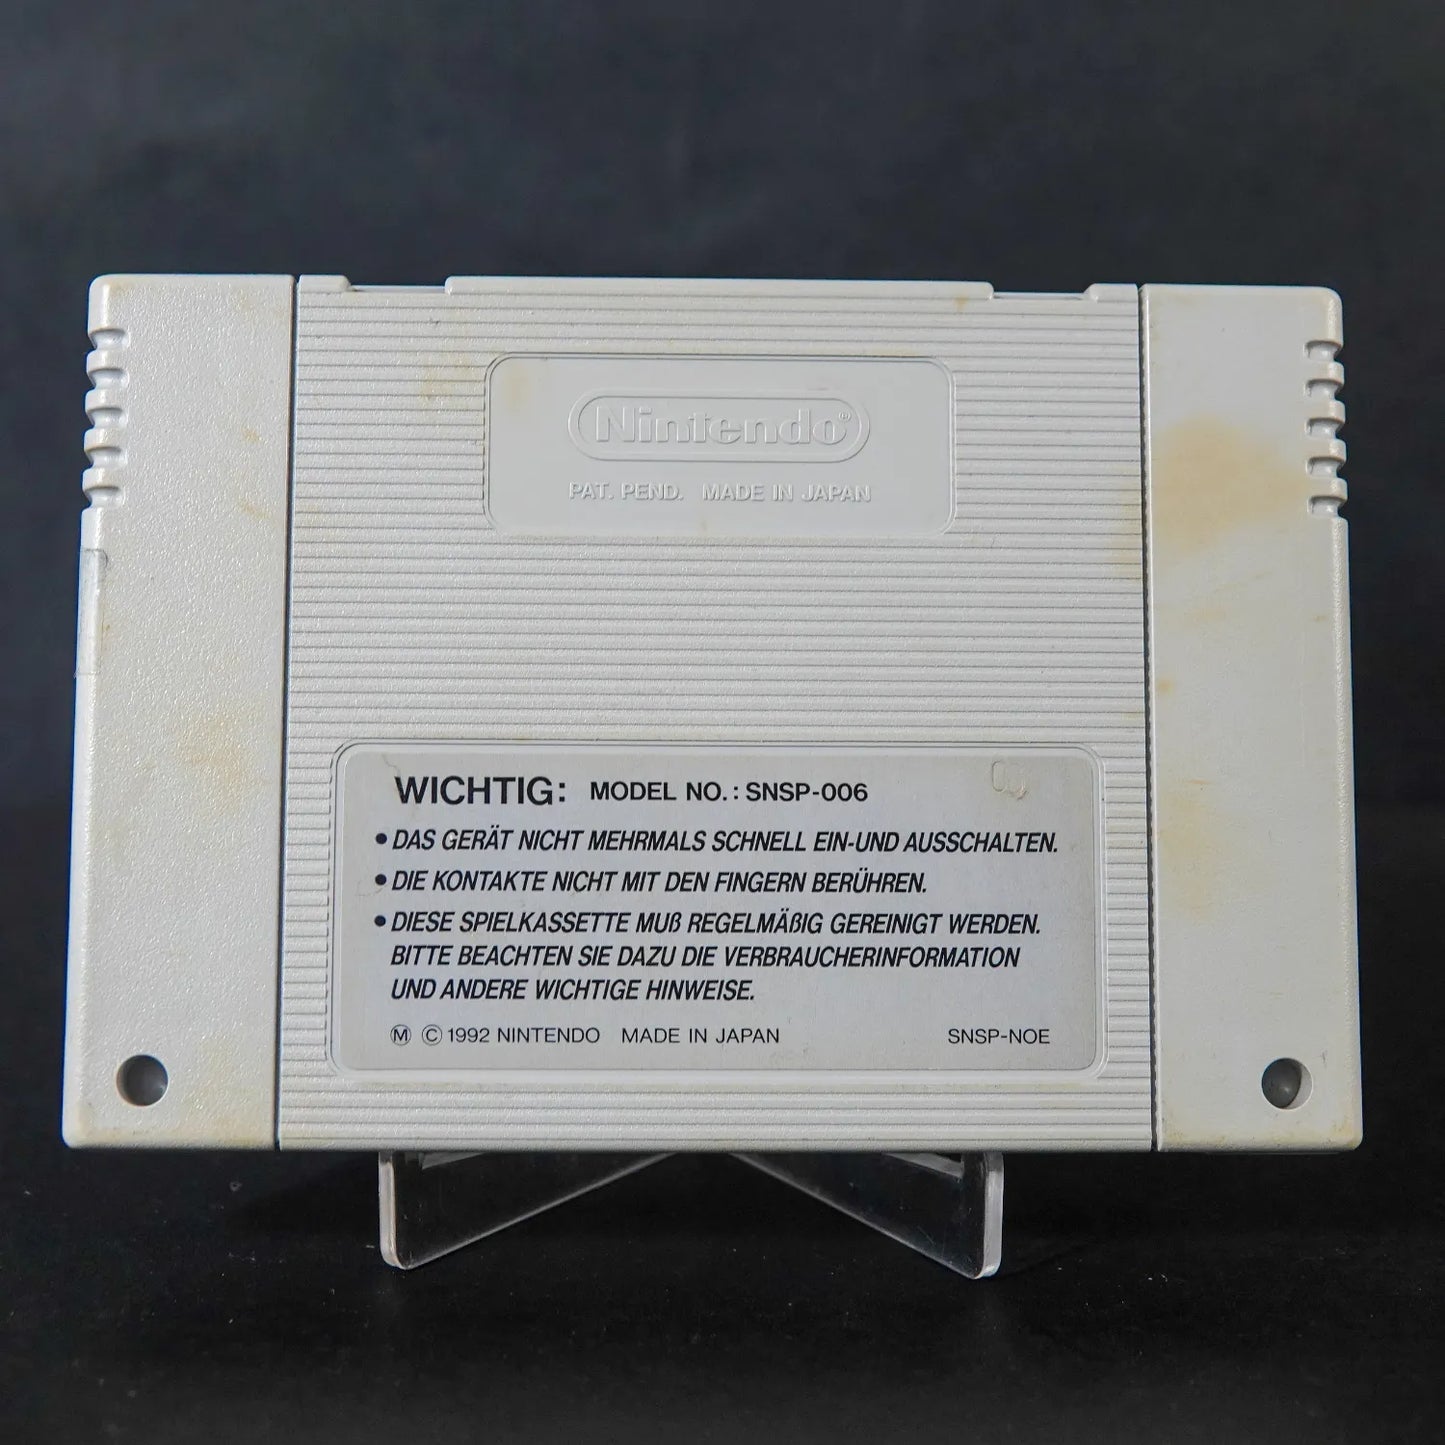 Nintendo®
PAT. PEND. MADE IN JAPAN
WICHTIG: MODEL NO.: SNSP-006
• DAS GERÄT NICHT MEHRMALS SCHNELL EIN-UND AUSSCHALTEN.
• DIE KONTAKTE NICHT MIT DEN FINGERN BERÜHREN.
• DIESE SPIELKASSETTE MUß REGELMÄßIG GEREINIGT WERDEN.
BITTE BEACHTEN SIE DAZU DIE VERBRAUCHERINFORMATION
UND ANDERE WICHTIGE HINWEISE.
Ⓜ © 1992 NINTENDO MADE IN JAPAN SNSP-NOE